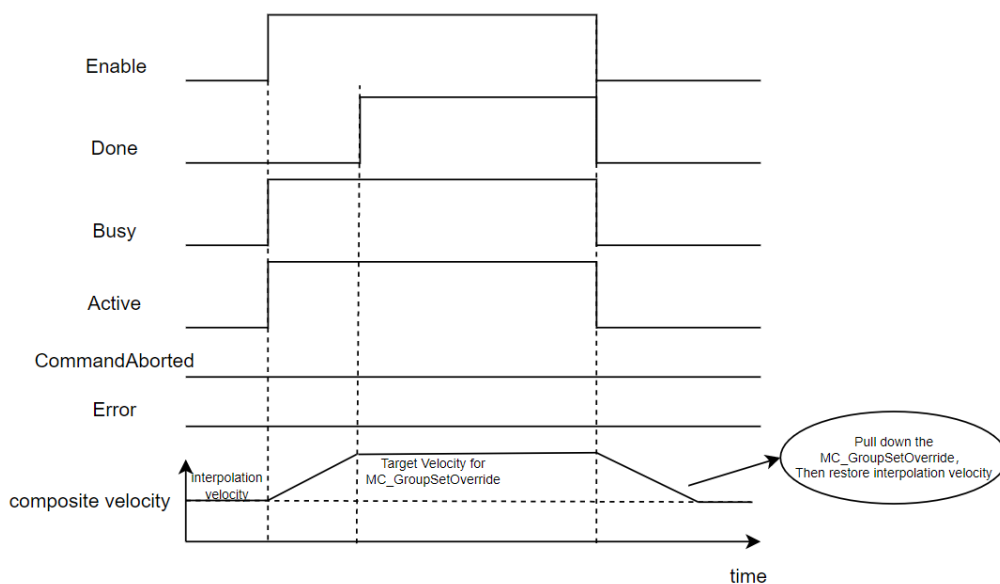 Enable
Done
Busy
Active
CommandAborted
Error
Interpolation
velocity
Target Velocity for
MC_GroupSetOverride
Pull down the
MC_GroupSetOverride,
Then restore interpolation velocity
composite velocity
time